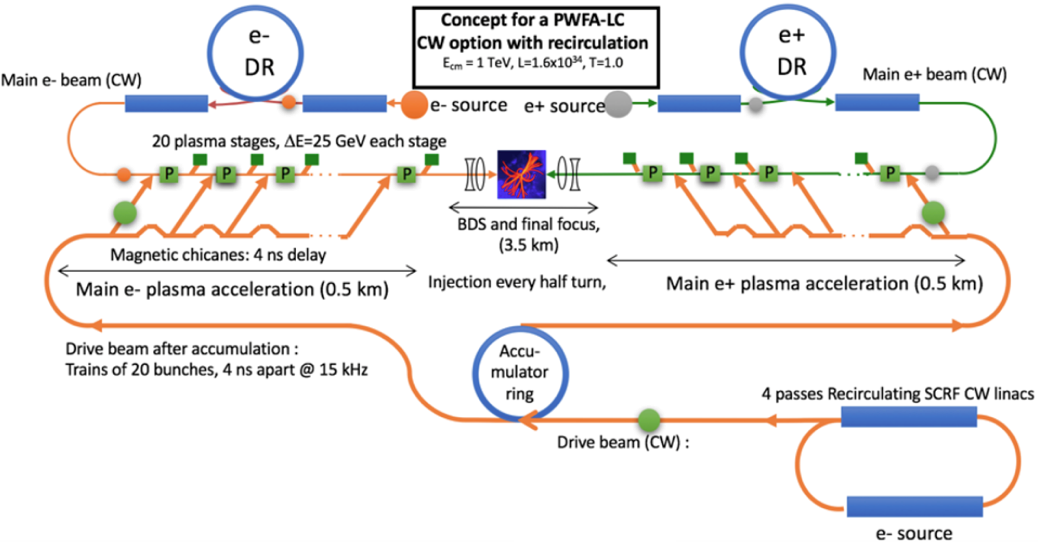 Concept for a PWFA-LC
CW option with recirculation
E_cm = 1 TeV, L=1.6x10^34, T=1.0
e-
DR
e+
DR
Main e- beam (CW)
e- source
e+ source
Main e+ beam (CW)
20 plasma stages, ΔE=25 GeV each stage
P
P
P
P
P
P
P
P
BDS and final focus,
(3.5 km)
Magnetic chicanes: 4 ns delay
Main e- plasma acceleration (0.5 km)
Injection every half turn,
Main e+ plasma acceleration (0.5 km)
Drive beam after accumulation :
Trains of 20 bunches, 4 ns apart @ 15 kHz
Accu-
mulator
ring
4 passes Recirculating SCRF CW linacs
Drive beam (CW) :
e- source